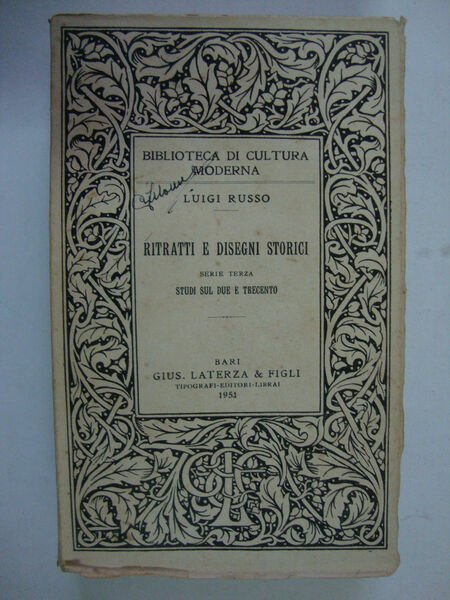 BIBLIOTECA DI CULTURA
MODERNA
LUIGI RUSSO
RITRATTI E DISEGNI STORICI
SERIE TERZA
STUDI SUL DUE E TRECENTO
BARI
GIUS. LATERZA & FIGLI
TIPOGRAFI-EDITORI-LIBRAI
1951